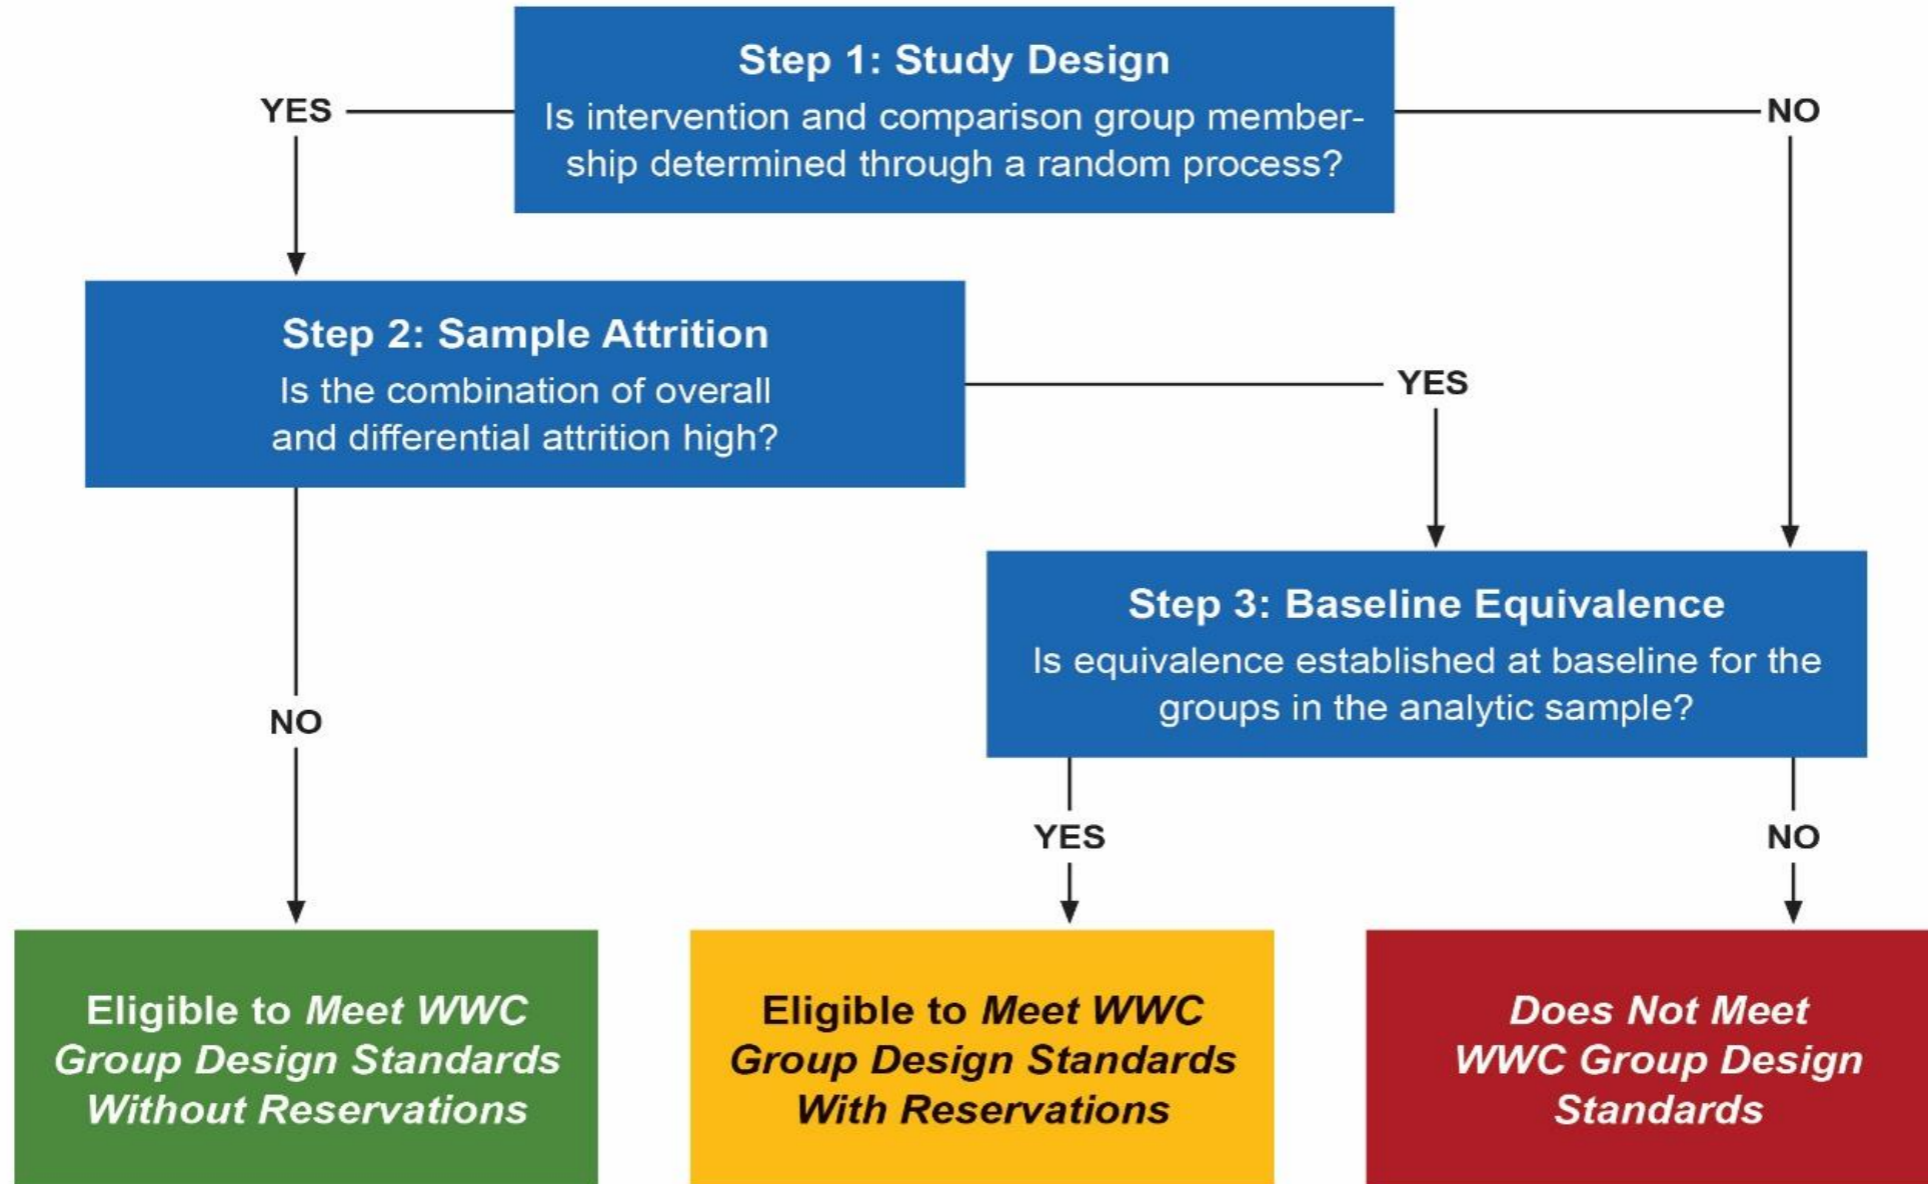 Step 1: Study Design
Is intervention and comparison group member-
ship determined through a random process?
YES
NO
Step 2: Sample Attrition
Is the combination of overall
and differential attrition high?
YES
NO
Step 3: Baseline Equivalence
Is equivalence established at baseline for the
groups in the analytic sample?
YES
NO
Eligible to Meet WWC
Group Design Standards
Without Reservations
Eligible to Meet WWC
Group Design Standards
With Reservations
Does Not Meet
WWC Group Design
Standards